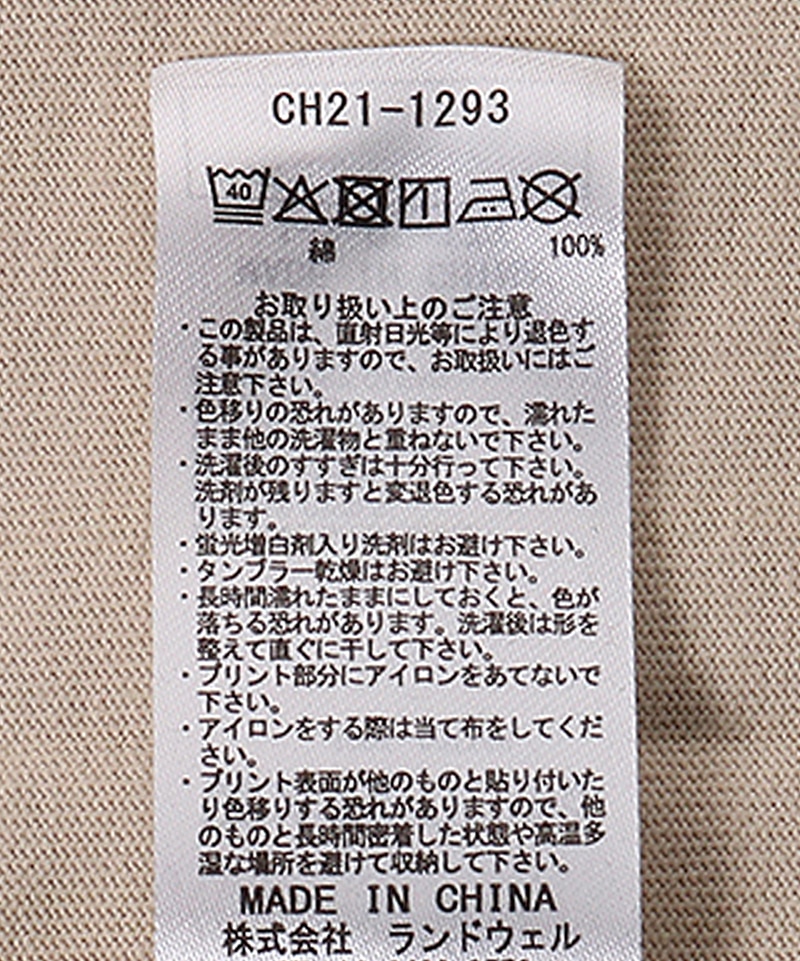 CH21-1293
40
綿 100%
お取り扱い上のご注意
・この製品は、直射日光等により退色す
る事がありますので、お取扱いにはご
注意下さい。
・色移りの恐れがありますので、濡れた
まま他の洗濯物と重ねないで下さい。
・洗濯後のすすぎは十分行って下さい。
洗剤が残りますと変退色する恐れがあ
ります。
・蛍光増白剤入り洗剤はお避け下さい。
・タンブラー乾燥はお避け下さい。
・長時間濡れたままにしておくと、色が
落ちる恐れがあります。洗濯後は形を
整えて直ぐに干して下さい。
・プリント部分にアイロンをあてないで
下さい。
・アイロンをする際は当て布をしてくだ
さい。
・プリント表面が他のものと貼り付いた
り色移りする恐れがありますので、他
のものと長時間密着した状態や高温多
湿な場所を避けて収納して下さい。
MADE IN CHINA
株式会社 ランドウェル